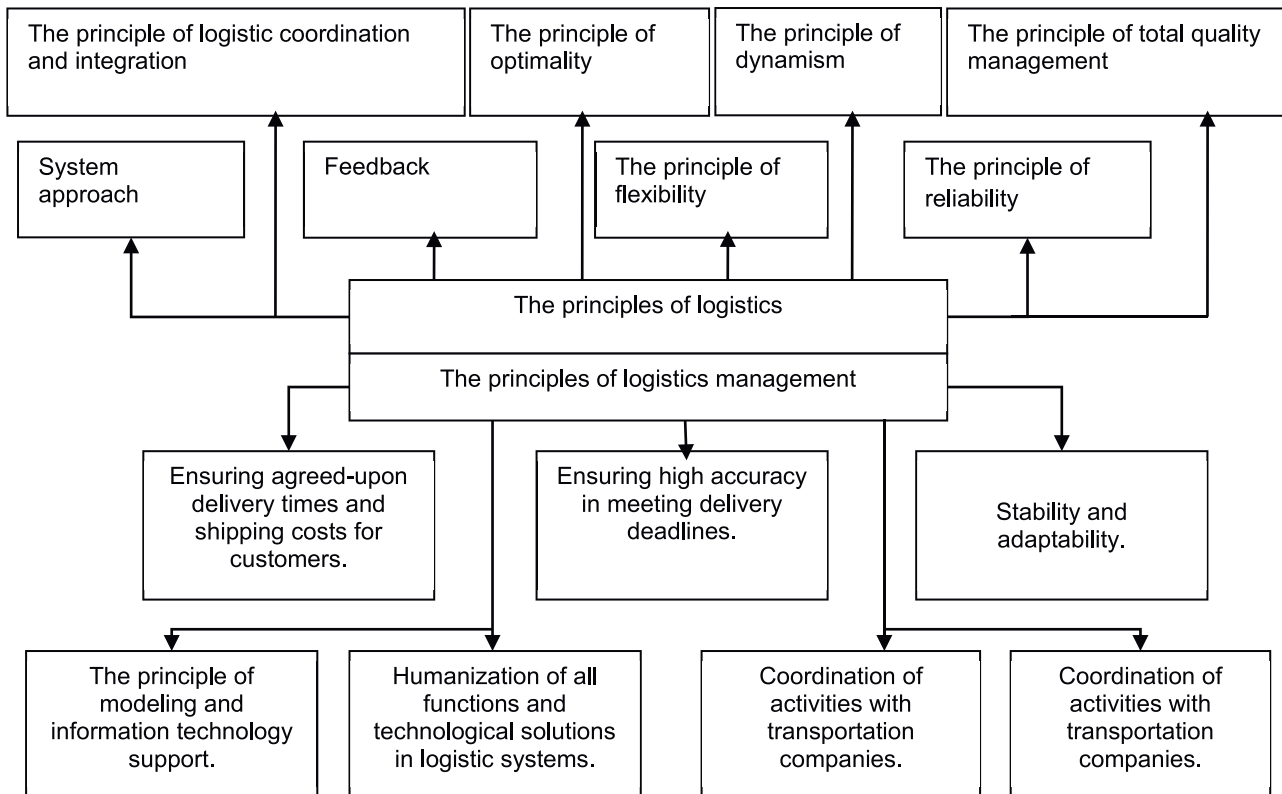 The principle of logistic coordination
and integration
The principle of
optimality
The principle of
dynamism
The principle of total quality
management
System
approach
Feedback
The principle of
flexibility
The principle of
reliability
The principles of logistics
The principles of logistics management
Ensuring agreed-upon
delivery times and
shipping costs for
customers.
Ensuring high accuracy
in meeting delivery
deadlines.
Stability and
adaptability.
The principle of
modeling and
information technology
support.
Humanization of all
functions and
technological solutions
in logistic systems.
Coordination of
activities with
transportation
companies.
Coordination of
activities with
transportation
companies.